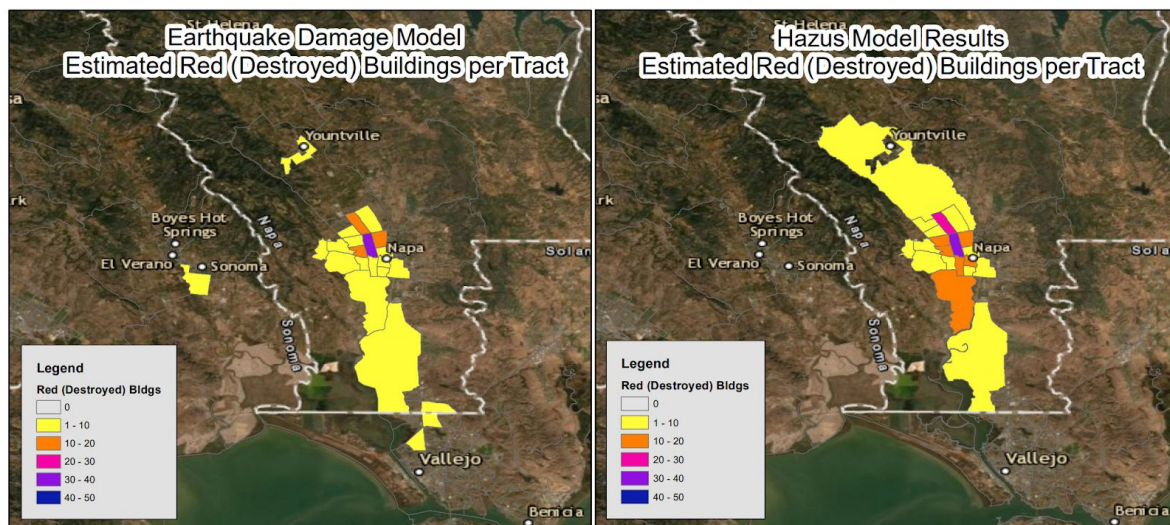 St Helena
Earthquake Damage Model
Estimated Red (Destroyed) Buildings per Tract
Yountville
Boyes Hot
Springs
Napa
Napa
El Verano
Sonoma
Solan
Sonoma
Legend
Red (Destroyed) Bldgs
0
1 - 10
10 - 20
20 - 30
30 - 40
40 - 50
Vallejo
Benicia
St Helena
Hazus Model Results
Estimated Red (Destroyed) Buildings per Tract
Yountville
ark
Boyes Hot
Springs
Napa
Napa
El Verano
Sonoma
Solan
Sonoma
Legend
Red (Destroyed) Bldgs
0
1 - 10
10 - 20
20 - 30
30 - 40
40 - 50
Vallejo
Benicia